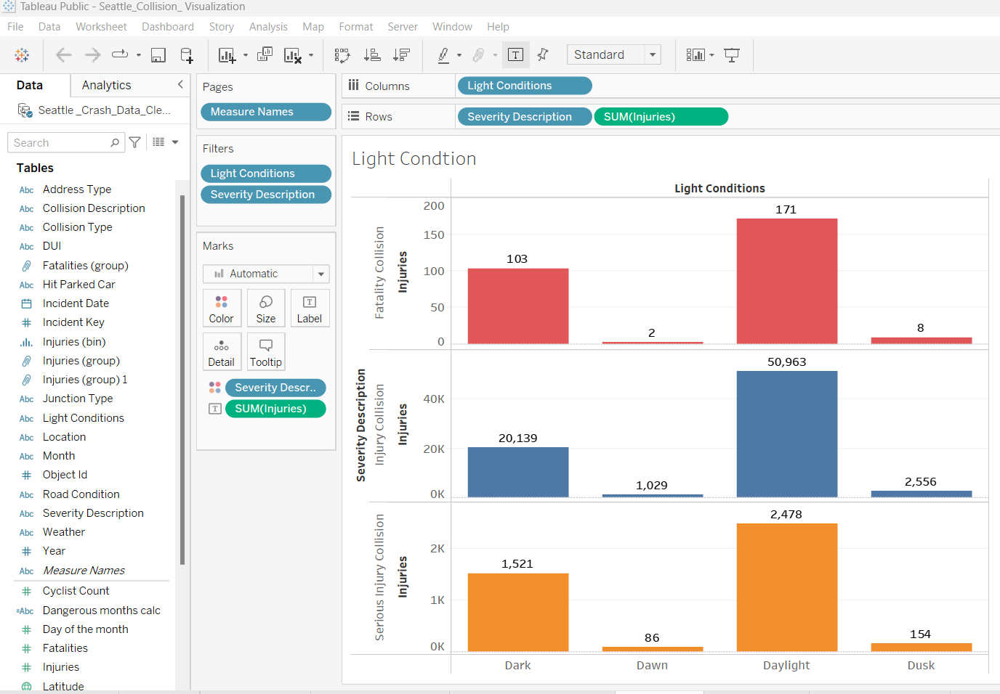 Tableau Public - Seattle_Collision_ Visualization
File Data Worksheet Dashboard Story Analysis Map Format Server Window Help
T Standard
Data Analytics
Seattle _Crash_Data_Cle...
Search
Tables
Abc Address Type
Abc Collision Description
Abc Collision Type
Abc DUI
Fatalities (group)
Abc Hit Parked Car
Incident Date
# Incident Key
Injuries (bin)
Injuries (group)
Injuries (group) 1
Abc Junction Type
Abc Light Conditions
Abc Location
Abc Month
# Object Id
Abc Road Condition
Abc Severity Description
Abc Weather
# Year
Abc Measure Names
# Cyclist Count
=Abc Dangerous months calc
# Day of the month
# Fatalities
# Injuries
Latitude
Pages
Measure Names
Filters
Light Conditions
Severity Description
Marks
Automatic
Color Size T Label
Detail Tooltip
Severity Descr..
T SUM(Injuries)
Columns Light Conditions
Rows Severity Description SUM(Injuries)
Light Condtion
Light Conditions
Severity Description
Fatality Collision
Injuries
200
150
100
50
0
103 2 171 8
Injury Collision
Injuries
40K
20K
0K
20,139 1,029 50,963 2,556
Serious Injury Collision
Injuries
2K
1K
0K
1,521 86 2,478 154
Dark Dawn Daylight Dusk